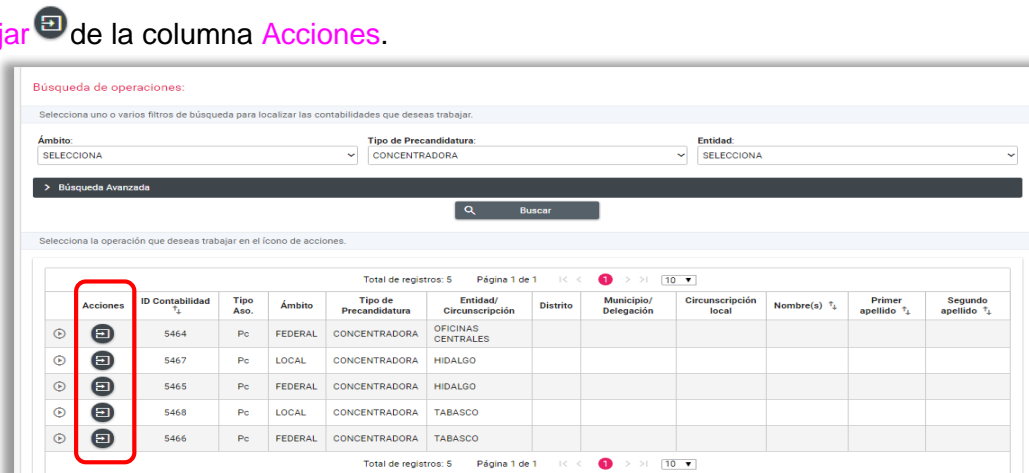 jar de la columna Acciones.
Búsqueda de operaciones:
Selecciona uno o varios filtros de búsqueda para localizar las contabilidades que deseas trabajar.
Ámbito: Tipo de Precandidatura: Entidad:
SELECCIONA CONCENTRADORA SELECCIONA
> Búsqueda Avanzada
Buscar
Selecciona la operación que deseas trabajar en el ícono de acciones.
Total de registros: 5 Página 1 de 1 |< < 1 > >| 10
Acciones ID Contabilidad Tipo Aso. Ámbito Tipo de Precandidatura Entidad/ Circunscripción Distrito Municipio/ Delegación Circunscripción local Nombre(s) Primer apellido Segundo apellido
5464 Pc FEDERAL CONCENTRADORA OFICINAS CENTRALES
5467 Pc LOCAL CONCENTRADORA HIDALGO
5465 Pc FEDERAL CONCENTRADORA HIDALGO
5468 Pc LOCAL CONCENTRADORA TABASCO
5466 Pc FEDERAL CONCENTRADORA TABASCO
Total de registros: 5 Página 1 de 1 |< < 1 > >| 10